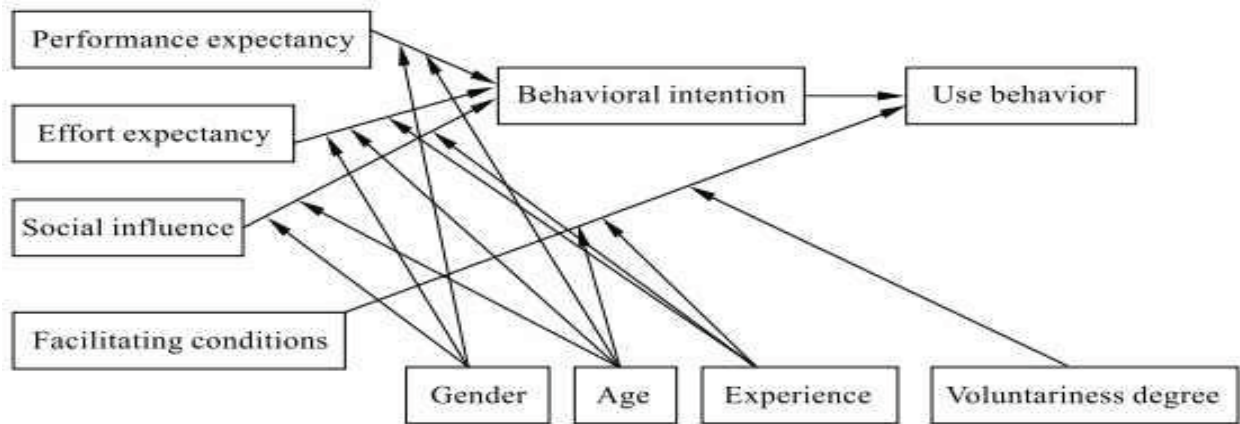 Performance expectancy
Behavioral intention
Use behavior
Effort expectancy
Social influence
Facilitating conditions
Gender
Age
Experience
Voluntariness degree